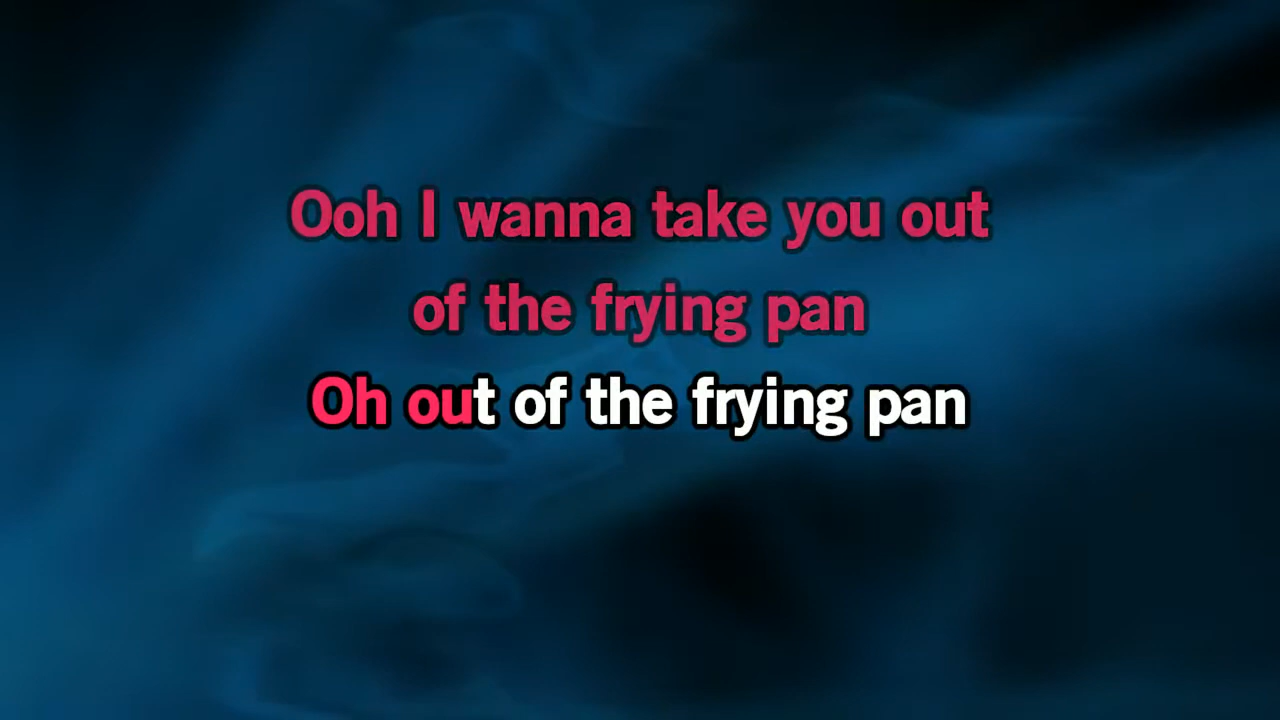 Ooh I wanna take you out
of the frying pan
Oh out of the frying pan